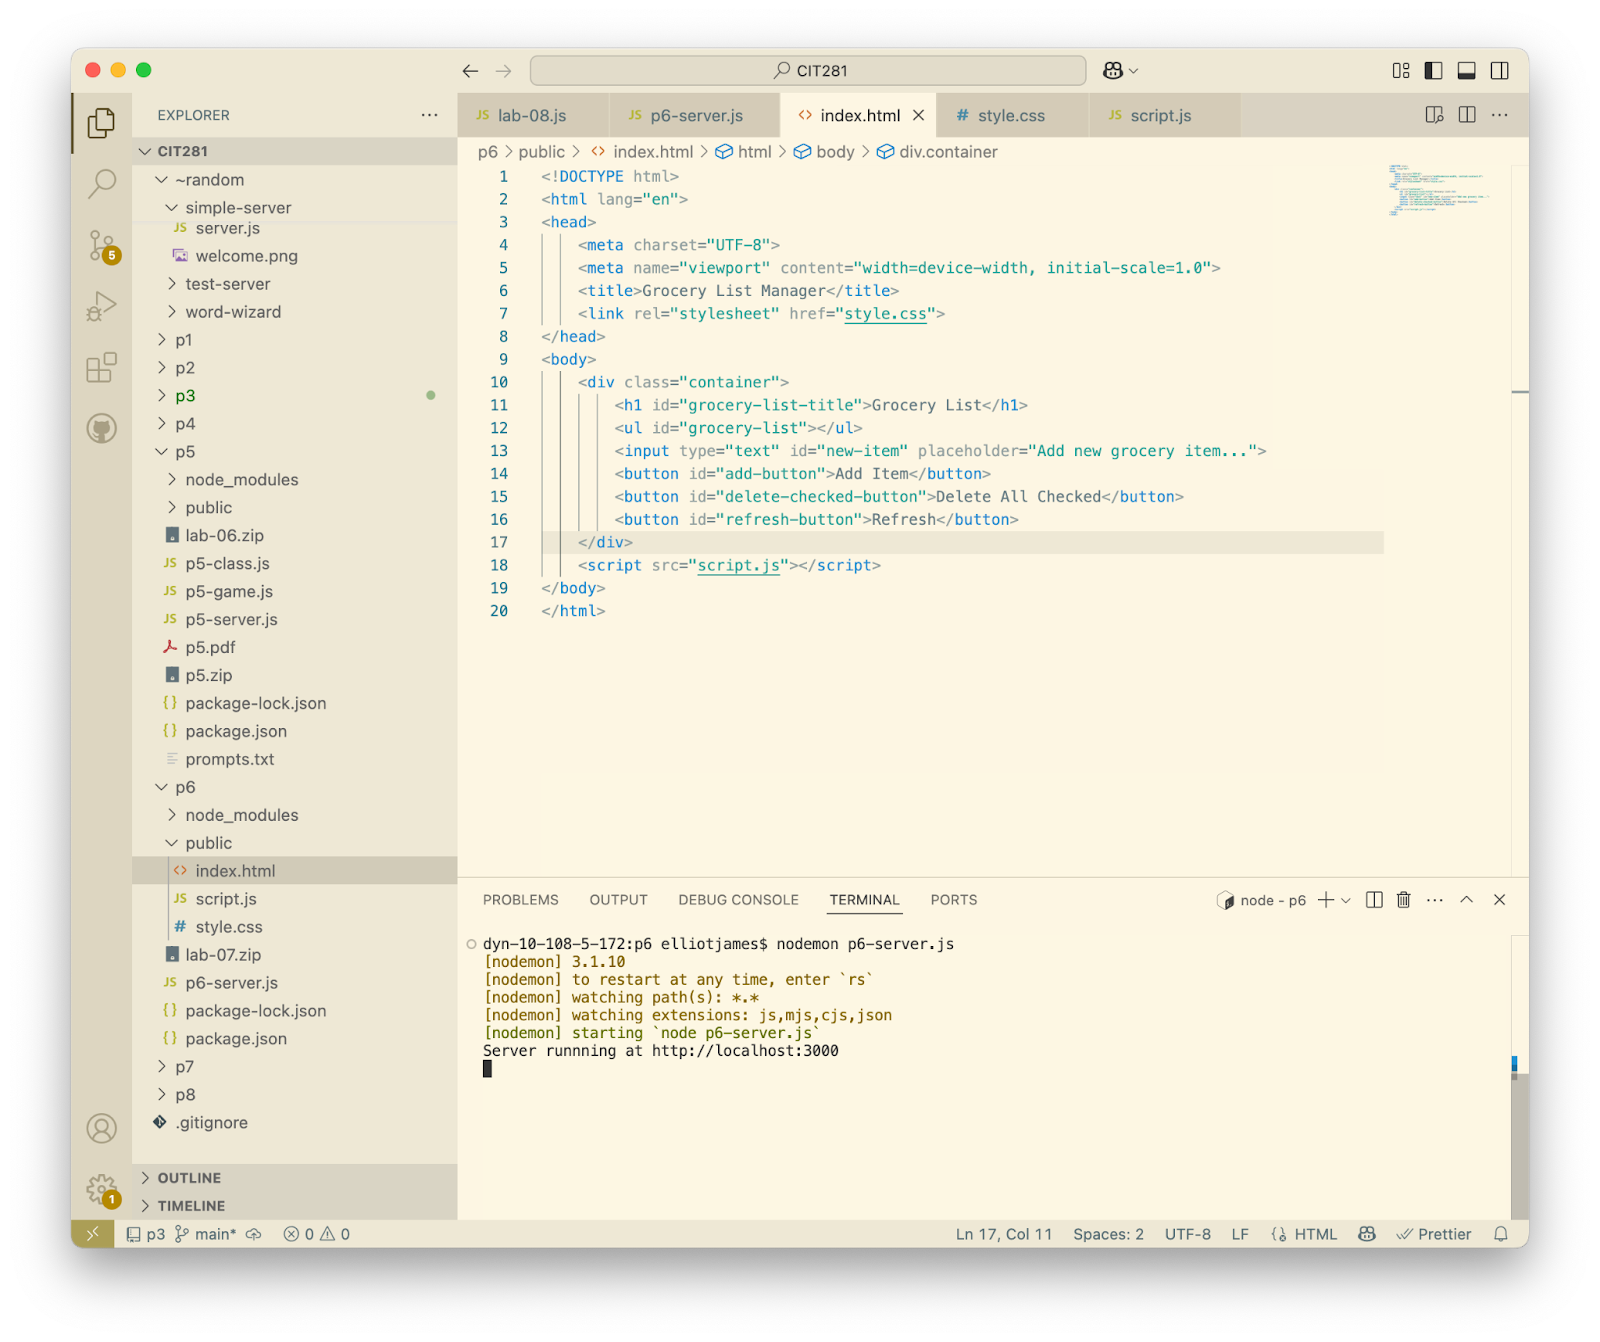 CIT281
EXPLORER
CIT281
~random
simple-server
server.js
welcome.png
test-server
word-wizard
p1
p2
p3
p4
p5
node_modules
public
lab-06.zip
p5-class.js
p5-game.js
p5-server.js
p5.pdf
p5.zip
package-lock.json
package.json
prompts.txt
p6
node_modules
public
index.html
script.js
style.css
lab-07.zip
p6-server.js
package-lock.json
package.json
p7
p8
.gitignore
OUTLINE
TIMELINE
5
1
JS lab-08.js
JS p6-server.js
<> index.html
# style.css
JS script.js
p6 > public > <> index.html > html > body > div.container
1 <!DOCTYPE html>
2 <html lang="en">
3 <head>
4 <meta charset="UTF-8">
5 <meta name="viewport" content="width=device-width, initial-scale=1.0">
6 <title>Grocery List Manager</title>
7 <link rel="stylesheet" href="style.css">
8 </head>
9 <body>
10 <div class="container">
11 <h1 id="grocery-list-title">Grocery List</h1>
12 <ul id="grocery-list"></ul>
13 <input type="text" id="new-item" placeholder="Add new grocery item...">
14 <button id="add-button">Add Item</button>
15 <button id="delete-checked-button">Delete All Checked</button>
16 <button id="refresh-button">Refresh</button>
17 </div>
18 <script src="script.js"></script>
19 </body>
20 </html>
PROBLEMS OUTPUT DEBUG CONSOLE TERMINAL PORTS
node - p6
dyn-10-108-5-172:p6 elliotjames$ nodemon p6-server.js
[nodemon] 3.1.10
[nodemon] to restart at any time, enter `rs`
[nodemon] watching path(s): *.*
[nodemon] watching extensions: js,mjs,cjs,json
[nodemon] starting `node p6-server.js`
Server runnning at http://localhost:3000
p3 main* 0 0
Ln 17, Col 11 Spaces: 2 UTF-8 LF HTML Prettier